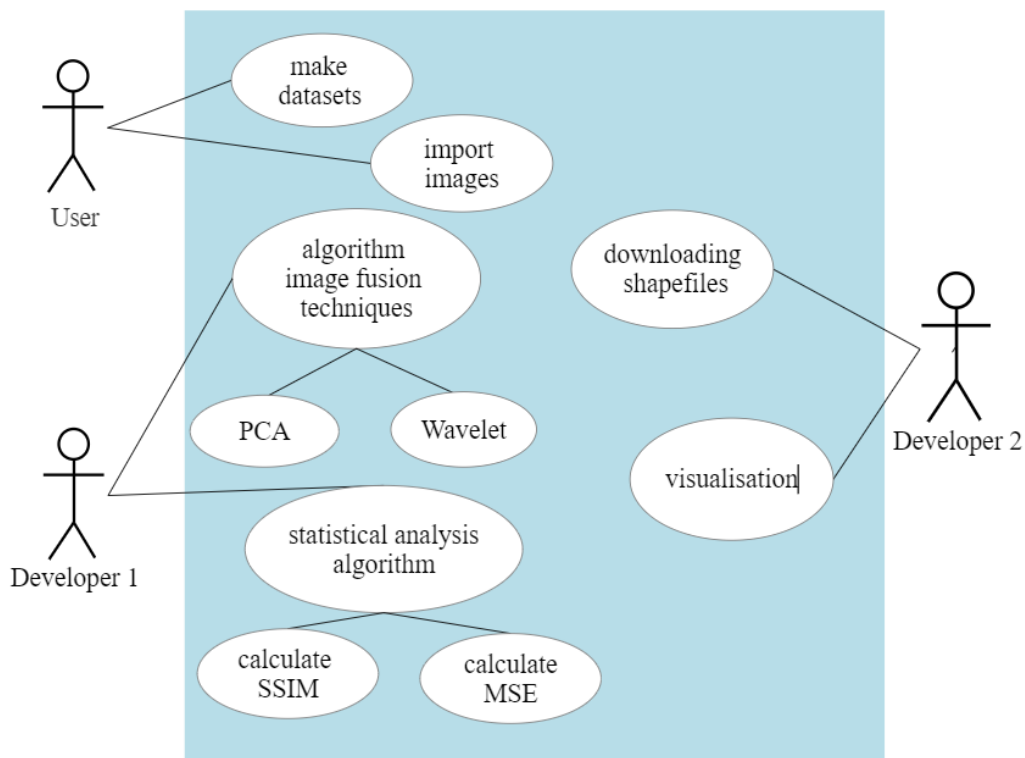 make
datasets
import
images
User
algorithm
image fusion
techniques
downloading
shapefiles
PCA
Wavelet
Developer 2
visualisation
Developer 1
statistical analysis
algorithm
calculate
SSIM
calculate
MSE